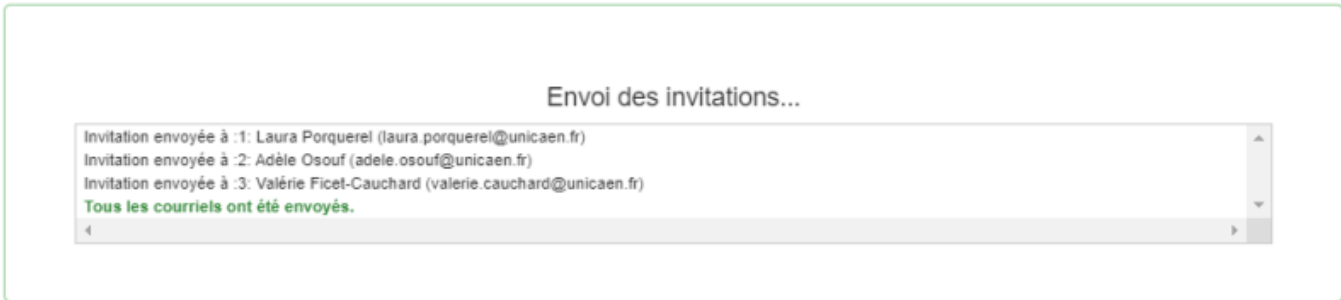 Envoi des invitations...
Invitation envoyée à :1: Laura Porquerel (laura.porquerel@unicaen.fr)
Invitation envoyée à :2: Adèle Osouf (adele.osouf@unicaen.fr)
Invitation envoyée à :3: Valérie Ficet-Cauchard (valerie.cauchard@unicaen.fr)
Tous les courriels ont été envoyés.